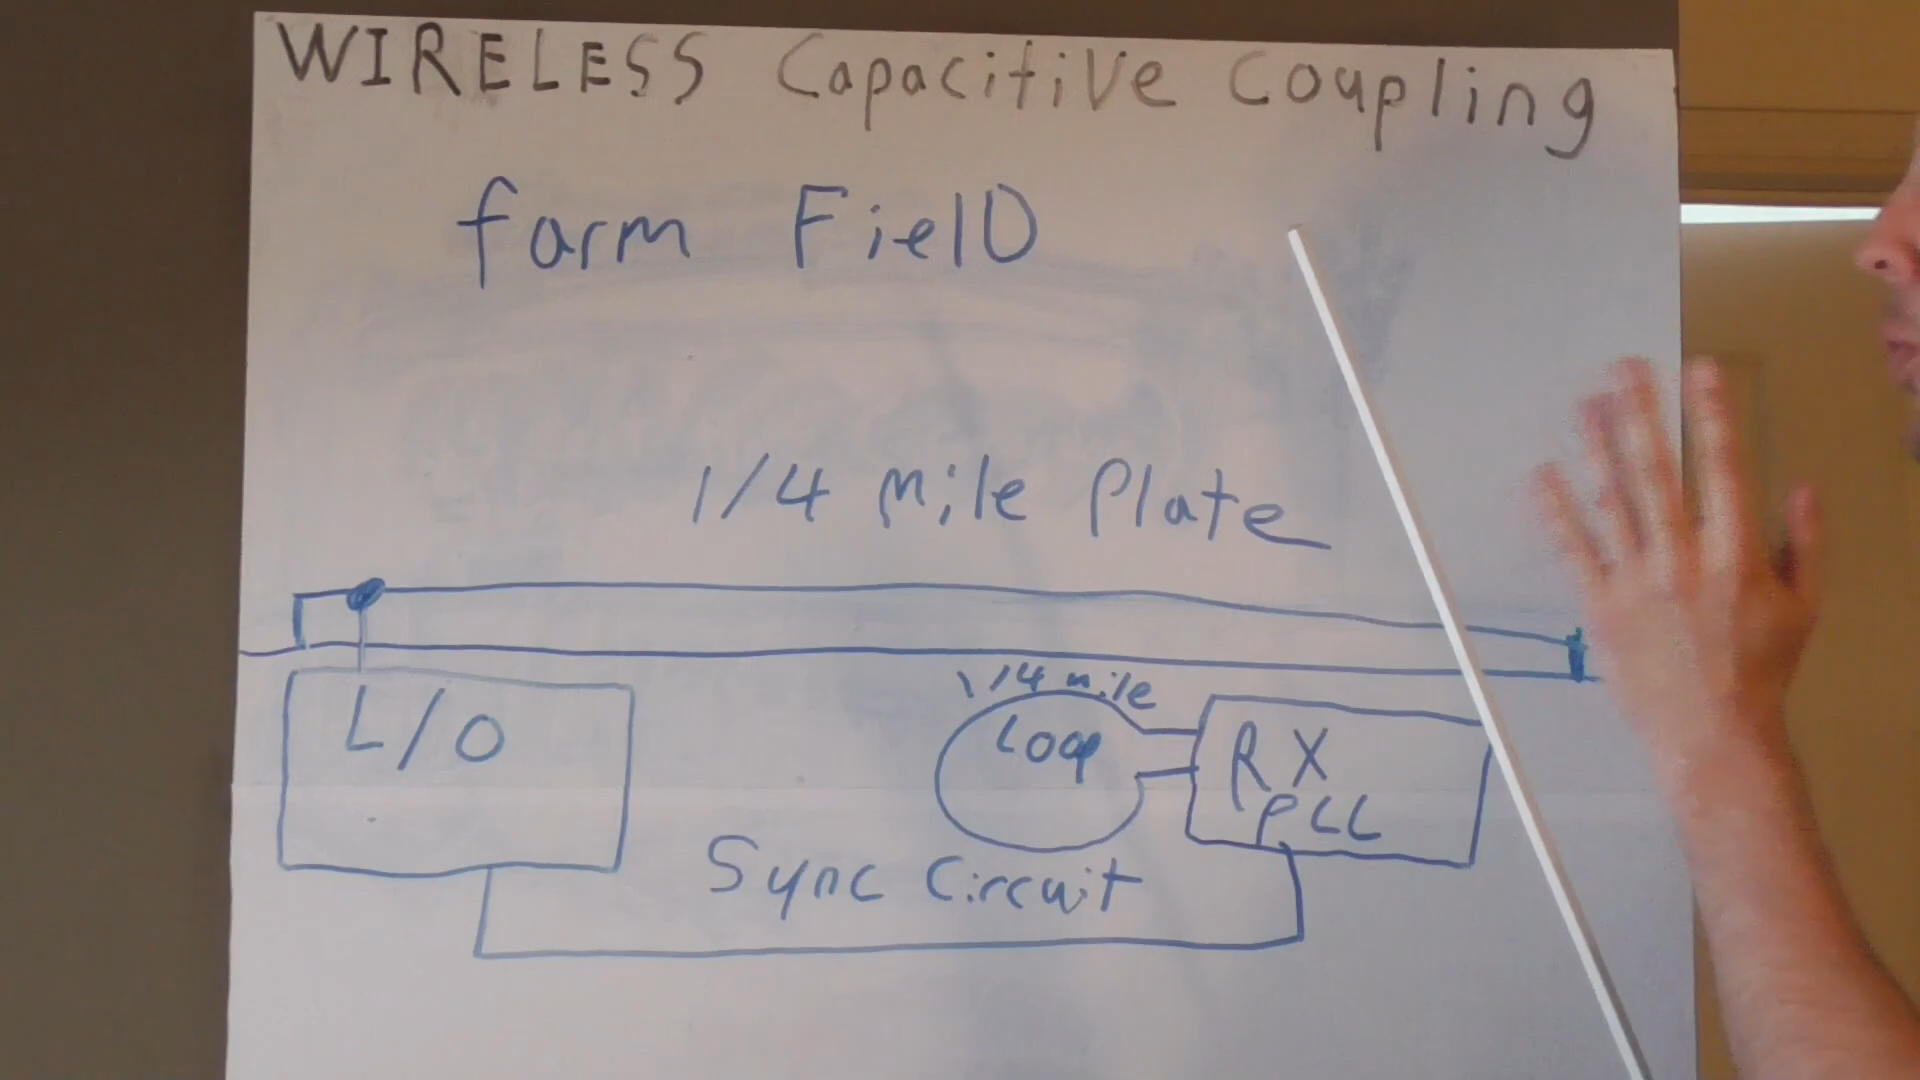 WIRELESS Capacitive Coupling
farm FielD
1/4 mile Plate
1/4 mile
Loop
L/O
RX
PLL
Sync Circuit